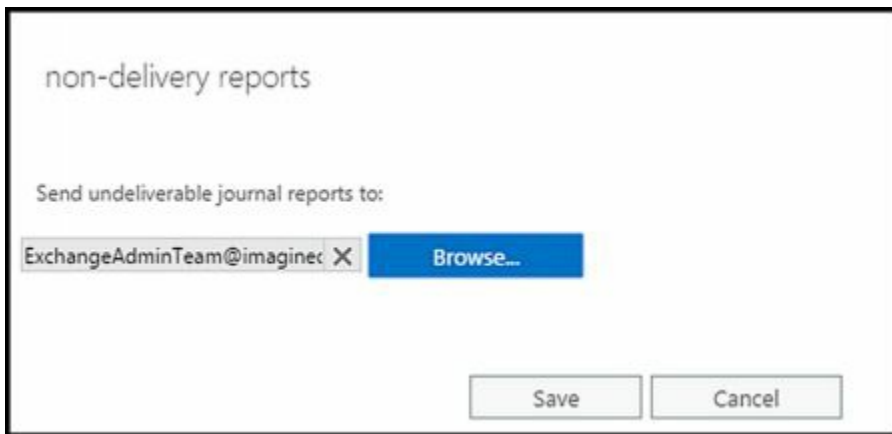 non-delivery reports
Send undeliverable journal reports to:
ExchangeAdminTeam@imaginec X Browse...
Save Cancel